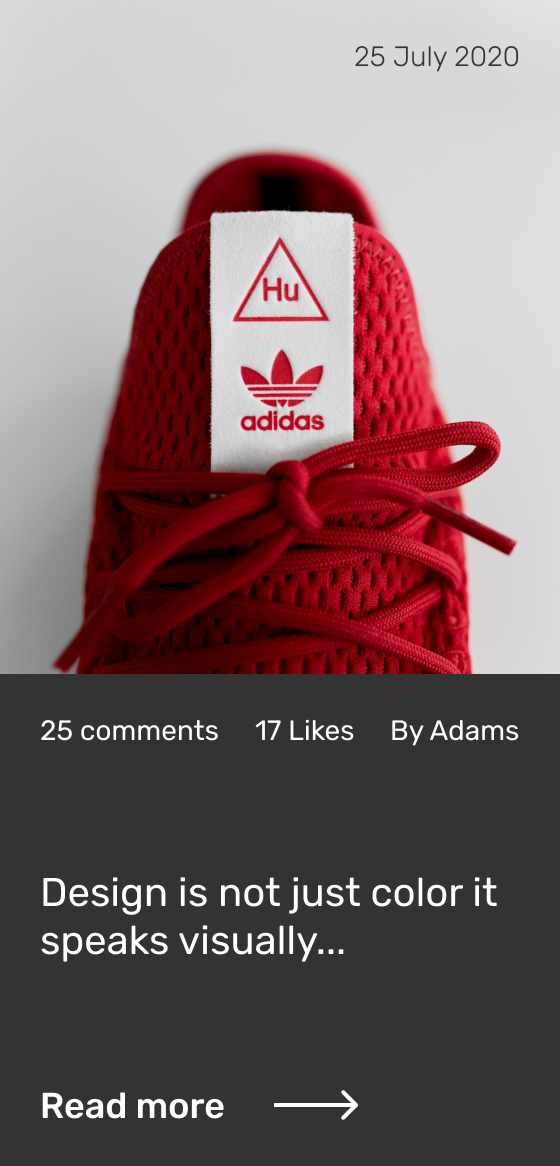 25 July 2020
Hu
adidas
25 comments 17 Likes By Adams
Design is not just color it
speaks visually...
Read more